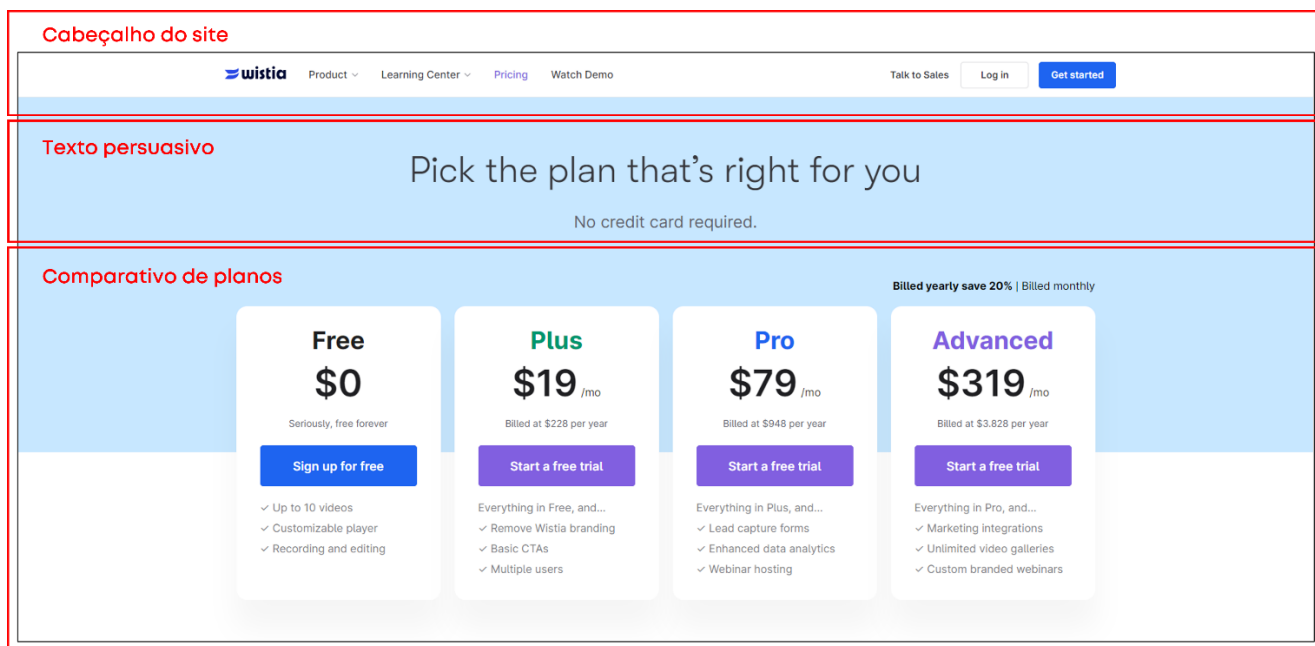 Cabeçalho do site
wistia Product Learning Center Pricing Watch Demo Talk to Sales Log in Get started
Texto persuasivo
Pick the plan that's right for you
No credit card required.
Comparativo de planos
Billed yearly save 20% | Billed monthly
Free
$0
Seriously, free forever
Sign up for free
✓ Up to 10 videos
✓ Customizable player
✓ Recording and editing
Plus
$19 /mo
Billed at $228 per year
Start a free trial
Everything in Free, and...
✓ Remove Wistia branding
✓ Basic CTAs
✓ Multiple users
Pro
$79 /mo
Billed at $948 per year
Start a free trial
Everything in Plus, and...
✓ Lead capture forms
✓ Enhanced data analytics
✓ Webinar hosting
Advanced
$319 /mo
Billed at $3.828 per year
Start a free trial
Everything in Pro, and...
✓ Marketing integrations
✓ Unlimited video galleries
✓ Custom branded webinars